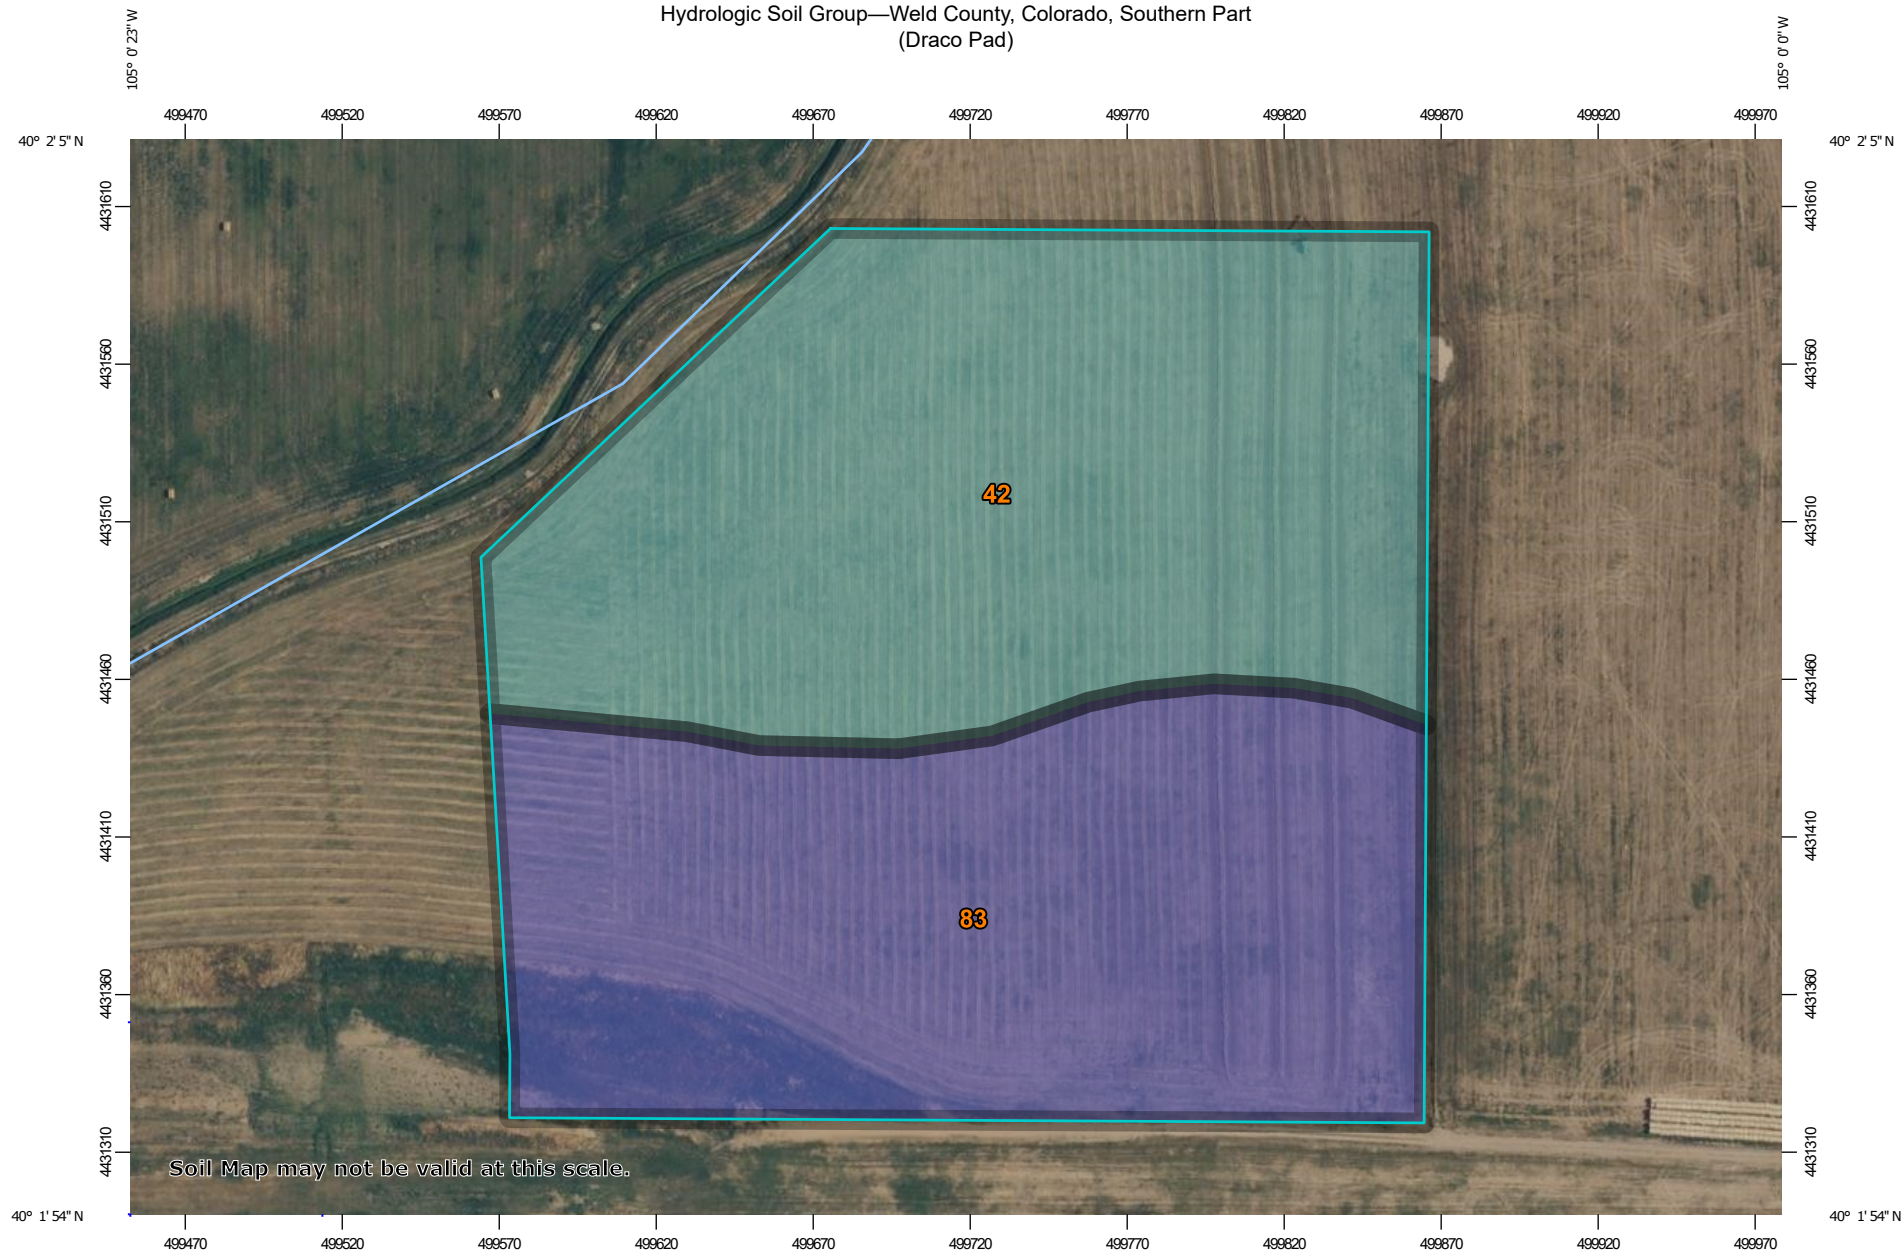 Hydrologic Soil Group—Weld County, Colorado, Southern Part
(Draco Pad)
105° 0' 23'' W
105° 0' 0'' W
499470 499520 499570 499620 499670 499720 499770 499820 499870 499920 499970
40° 2' 5'' N
40° 2' 5'' N
4431610
4431610
4431560
4431560
42
4431510
4431510
4431460
4431460
4431410
4431410
83
4431360
4431360
4431310
4431310
Soil Map may not be valid at this scale.
40° 1' 54'' N
40° 1' 54'' N
499470 499520 499570 499620 499670 499720 499770 499820 499870 499920 499970